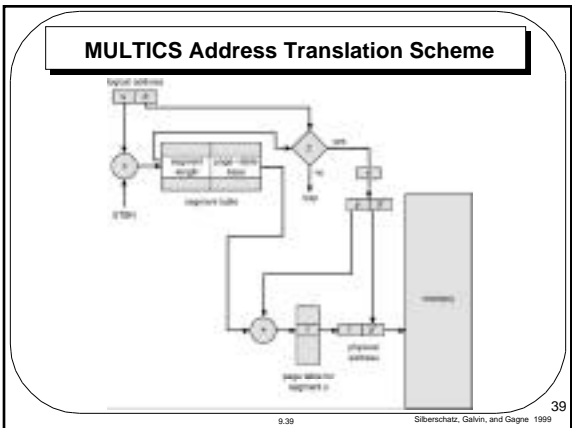 MULTICS Address Translation Scheme
logical address
s d
+
≥
yes
no
segment length
page-table base
trap
STBR
segment table
d
p d'
+
memory
f
f d'
physical address
page table for segment s
39
9.39
Silberschatz, Galvin, and Gagne 1999